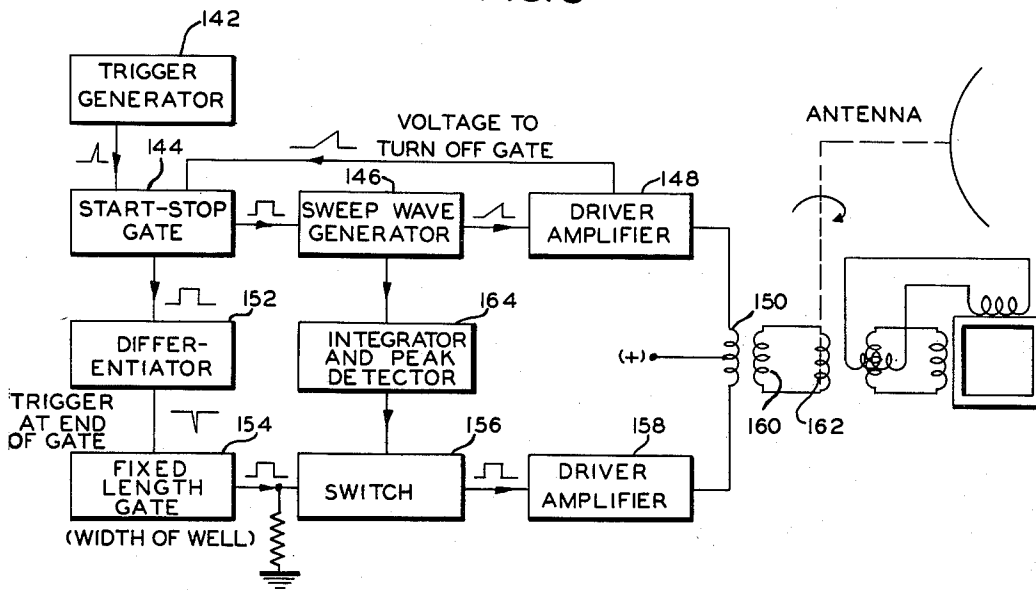 142
TRIGGER
GENERATOR
ANTENNA
VOLTAGE TO
TURN OFF GATE
144
146
148
START-STOP
GATE
SWEEP WAVE
GENERATOR
DRIVER
AMPLIFIER
152
164
150
DIFFER-
ENTIATOR
INTEGRATOR
AND PEAK
DETECTOR
(+)
160
162
TRIGGER
AT END
OF GATE
154
156
158
FIXED
LENGTH
GATE
SWITCH
DRIVER
AMPLIFIER
(WIDTH OF WELL)